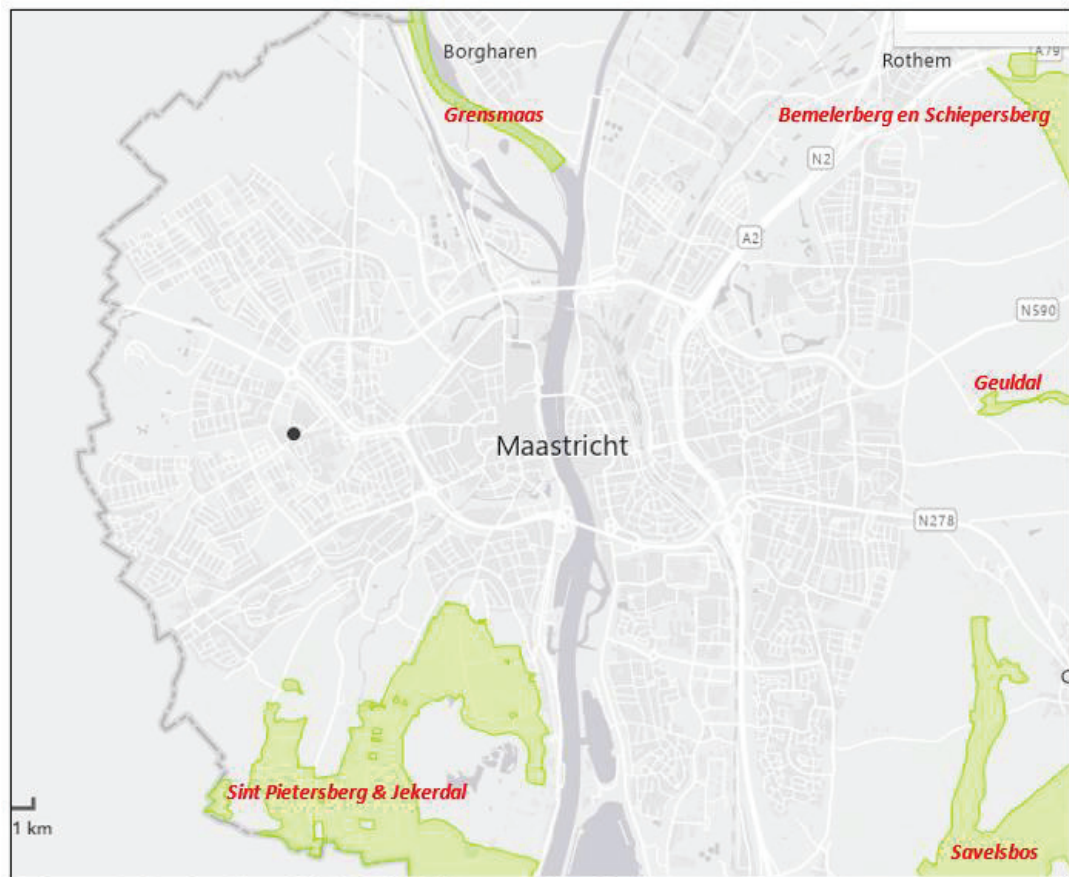 Borgharen
Rothem
A79
Grensmaas
Bemelerberg en Schiepersberg
N2
A2
N590
Geuldal
Maastricht
N278
Sint Pietersberg & Jekerdal
1 km
Savelsbos